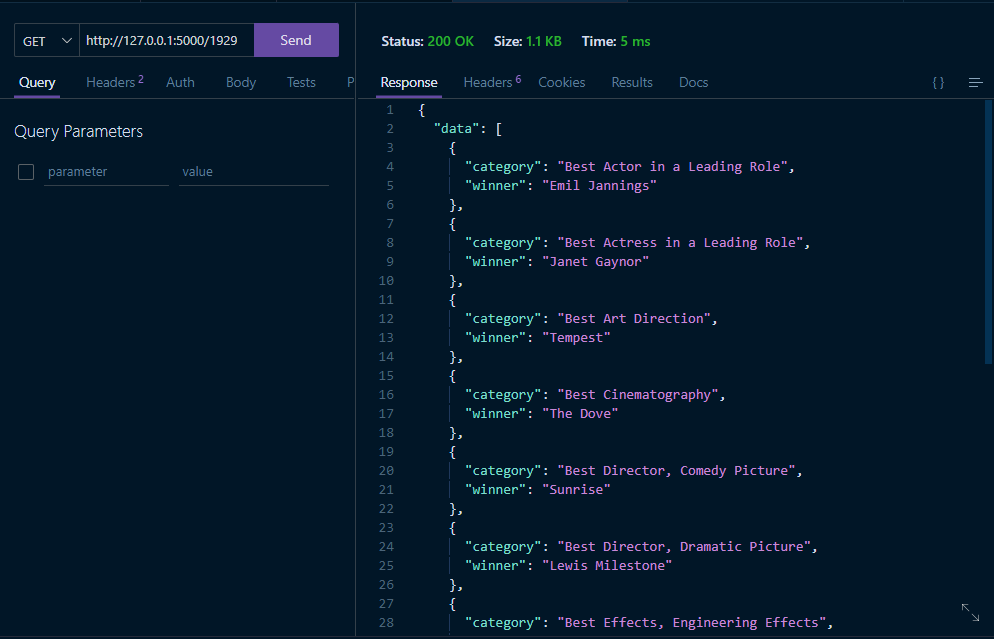 GET http://127.0.0.1:5000/1929 Send
Query Headers 2 Auth Body Tests P
Query Parameters
parameter value
Status: 200 OK Size: 1.1 KB Time: 5 ms
Response Headers 6 Cookies Results Docs { }
1 {
2 "data": [
3 {
4 "category": "Best Actor in a Leading Role",
5 "winner": "Emil Jannings"
6 },
7 {
8 "category": "Best Actress in a Leading Role",
9 "winner": "Janet Gaynor"
10 },
11 {
12 "category": "Best Art Direction",
13 "winner": "Tempest"
14 },
15 {
16 "category": "Best Cinematography",
17 "winner": "The Dove"
18 },
19 {
20 "category": "Best Director, Comedy Picture",
21 "winner": "Sunrise"
22 },
23 {
24 "category": "Best Director, Dramatic Picture",
25 "winner": "Lewis Milestone"
26 },
27 {
28 "category": "Best Effects, Engineering Effects",